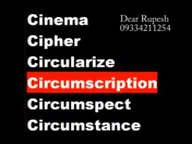 Cinema
Cipher
Circularize
Circumscription
Circumspect
Circumstance
Dear Rupesh
09334211254